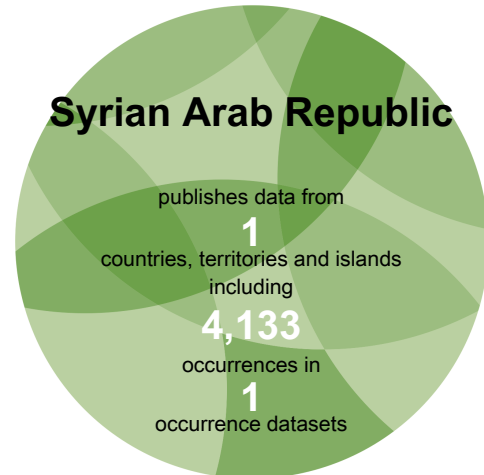 Syrian Arab Republic
publishes data from
1
countries, territories and islands
including
4,133
occurrences in
1
occurrence datasets